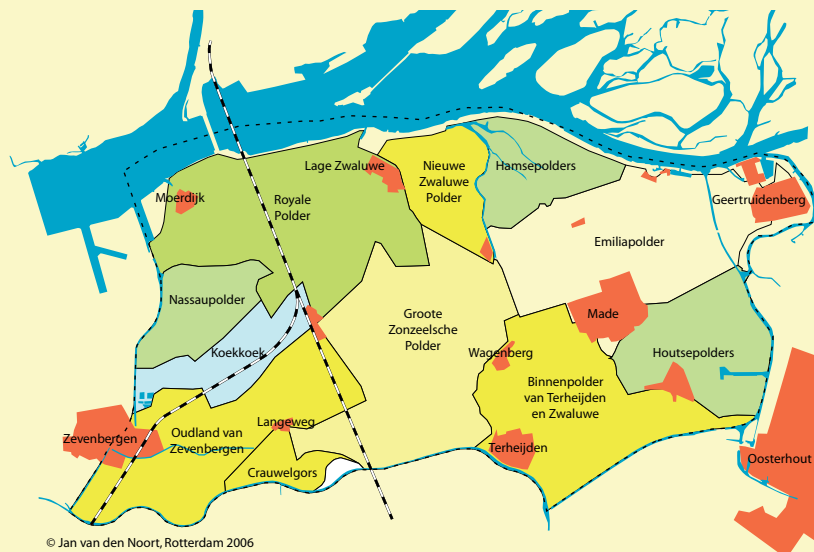 Lage Zwaluwe
Nieuwe
Zwaluwe
Polder
Hamsepolders
Moerdijk
Royale
Polder
Geertruidenberg
Emiliapolder
Nassaupolder
Groote
Zonzeelsche
Polder
Made
Koekkoek
Wagenberg
Houtsepolders
Binnenpolder
van Terheijden
en Zwaluwe
Langeweg
Zevenbergen
Oudland van
Zevenbergen
Terheijden
Oosterhout
Crauwelgors
© Jan van den Noort, Rotterdam 2006